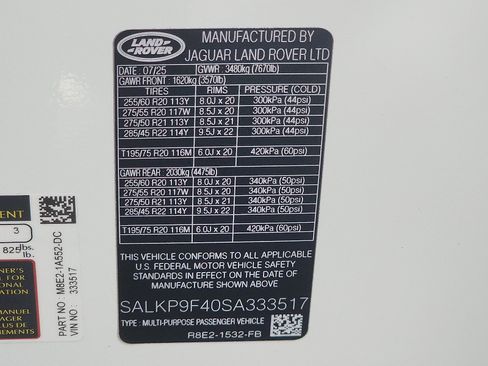 LAND
ROVER
MANUFACTURED BY
JAGUAR LAND ROVER LTD
DATE : 07/25 GVWR : 3480kg (7670lb)
GAWR FRONT: 1620kg (3570lb)
TIRES RIMS PRESSURE (COLD)
255/60 R20 113Y 8.0J x 20 300kPa (44psi)
275/55 R20 117W 8.5J x 20 300kPa (44psi)
275/50 R21 113Y 8.5J x 21 300kPa (44psi)
285/45 R22 114Y 9.5J x 22 300kPa (44psi)
T195/75 R20 116M 6.0J x 20 420kPa (60psi)
GAWR REAR: 2030kg (4475lb)
255/60 R20 113Y 8.0J x 20 340kPa (50psi)
275/55 R20 117W 8.5J x 20 340kPa (50psi)
275/50 R21 113Y 8.5J x 21 340kPa (50psi)
285/45 R22 114Y 9.5J x 22 340kPa (50psi)
T195/75 R20 116M 6.0J x 20 420kPa (60psi)
THIS VEHICLE CONFORMS TO ALL APPLICABLE
U.S. FEDERAL MOTOR VEHICLE SAFETY
STANDARDS IN EFFECT ON THE DATE OF
MANUFACTURE SHOWN ABOVE.
SALKP9F40SA333517
TYPE : MULTI-PURPOSE PASSENGER VEHICLE
R8E2-1532-FB
PART NO : M8E2-1A552-DC
VIN NO : 333517
3
825 lbs.
lb.